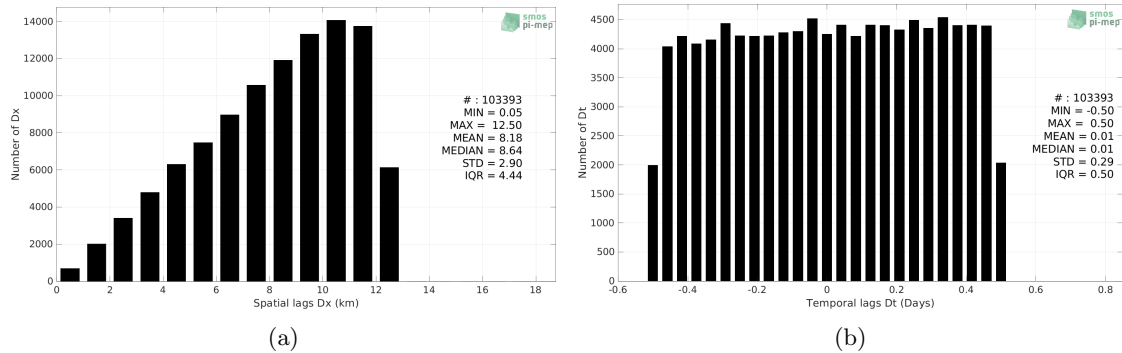 14000
12000
10000
8000
6000
4000
2000
0
0 2 4 6 8 10 12 14 16 18
Number of Dx
Spatial lags Dx (km)
smos
pi-mep
# : 103393
MIN = 0.05
MAX = 12.50
MEAN = 8.18
MEDIAN = 8.64
STD = 2.90
IQR = 4.44
(a)
4500
4000
3500
3000
2500
2000
1500
1000
500
0
-0.6 -0.4 -0.2 0 0.2 0.4 0.6 0.8
Number of Dt
Temporal lags Dt (Days)
smos
pi-mep
# : 103393
MIN = -0.50
MAX = 0.50
MEAN = 0.01
MEDIAN = 0.01
STD = 0.29
IQR = 0.50
(b)